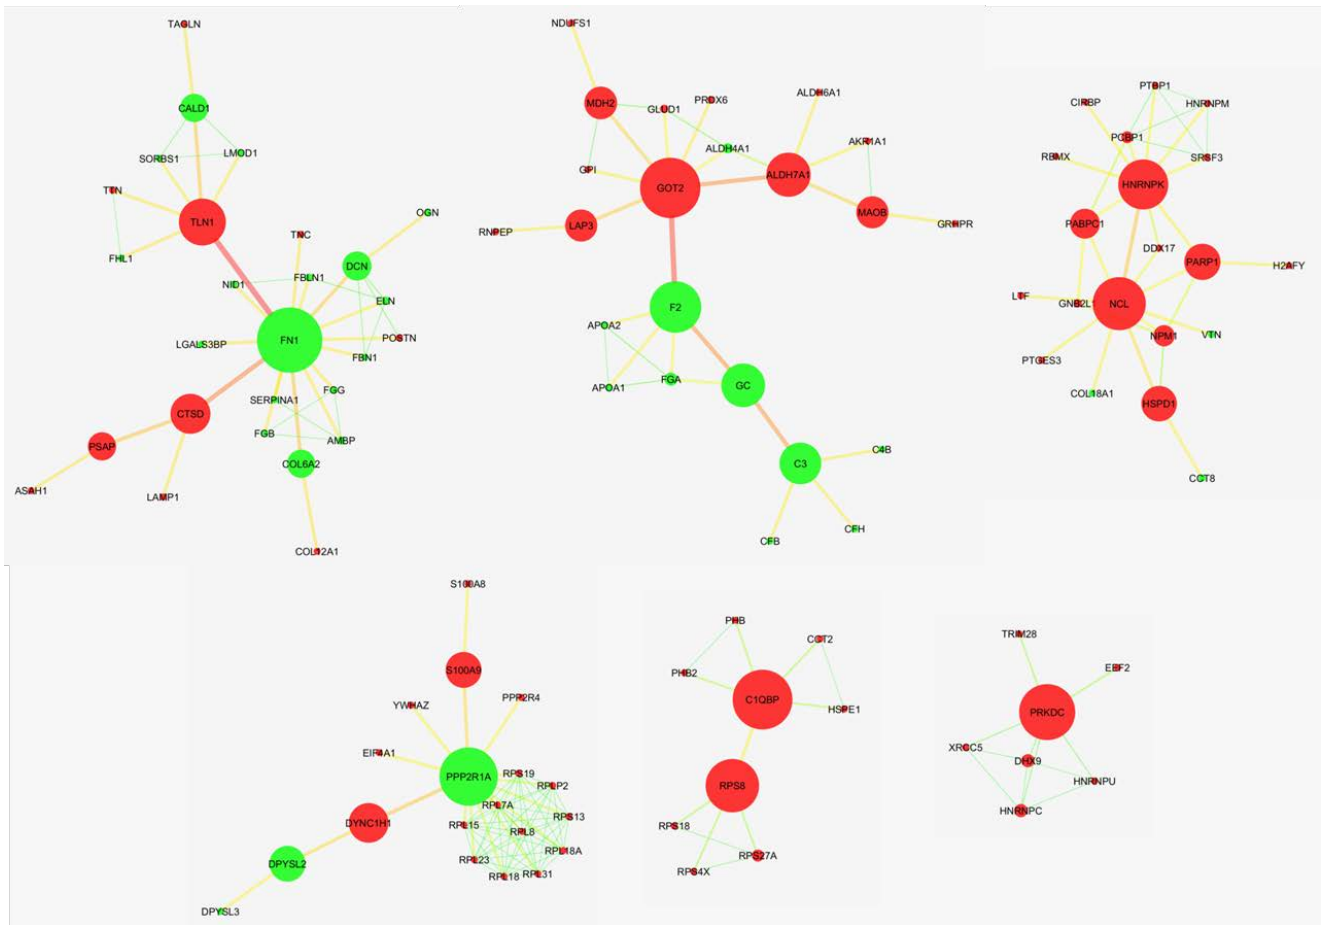 TAGLN
CALD1
SORBS1
LMOD1
TTN
TLN1
FHL1
OGN
TNC
DCN
NID1
FBLN1
ELN
FN1
LGALS3BP
POSTN
FBN1
FGG
SERPINA1
CTSD
FGB
AMBP
PSAP
COL6A2
ASAH1
LAMP1
COL12A1
NDUFS1
MDH2
GLUD1
PRDX6
ALDH6A1
ALDH4A1
AKR1A1
GPI
GOT2
ALDH7A1
MAOB
GRHPR
RNPEP
LAP3
F2
APOA2
APOA1
FGA
GC
C3
C4B
CFH
CFB
PTBP1
CIRBP
HNRNPM
PCBP1
RBMX
SRSF3
HNRNPK
PABPC1
DDX17
PARP1
H2AFY
LTF
GNB2L1
NCL
NPM1
VTN
PTGES3
COL18A1
HSPD1
CCT8
S100A8
S100A9
YWHAZ
PPP2R4
EIF4A1
PPP2R1A
RPS19
RPLP2
RPL7A
RPS13
DYNC1H1
RPL15
RPL8
RPL18A
RPL23
RPL18
RPL31
DPYSL2
DPYSL3
PHB
CCT2
PHB2
C1QBP
HSPE1
RPS8
RPS18
RPS27A
RPS4X
TRIM28
EEF2
PRKDC
XRCC5
DHX9
HNRNPU
HNRNPC